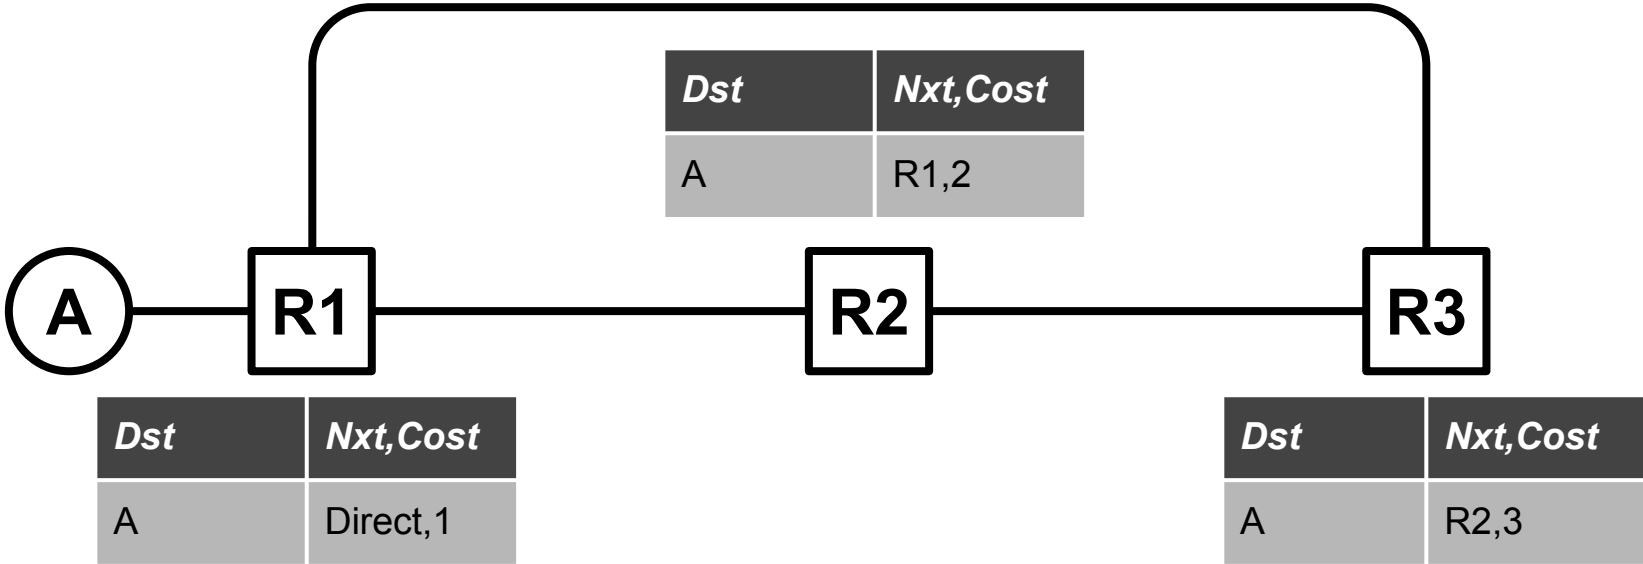 Dst Nxt,Cost
A R1,2
A R1 R2 R3
Dst Nxt,Cost
A Direct,1
Dst Nxt,Cost
A R2,3